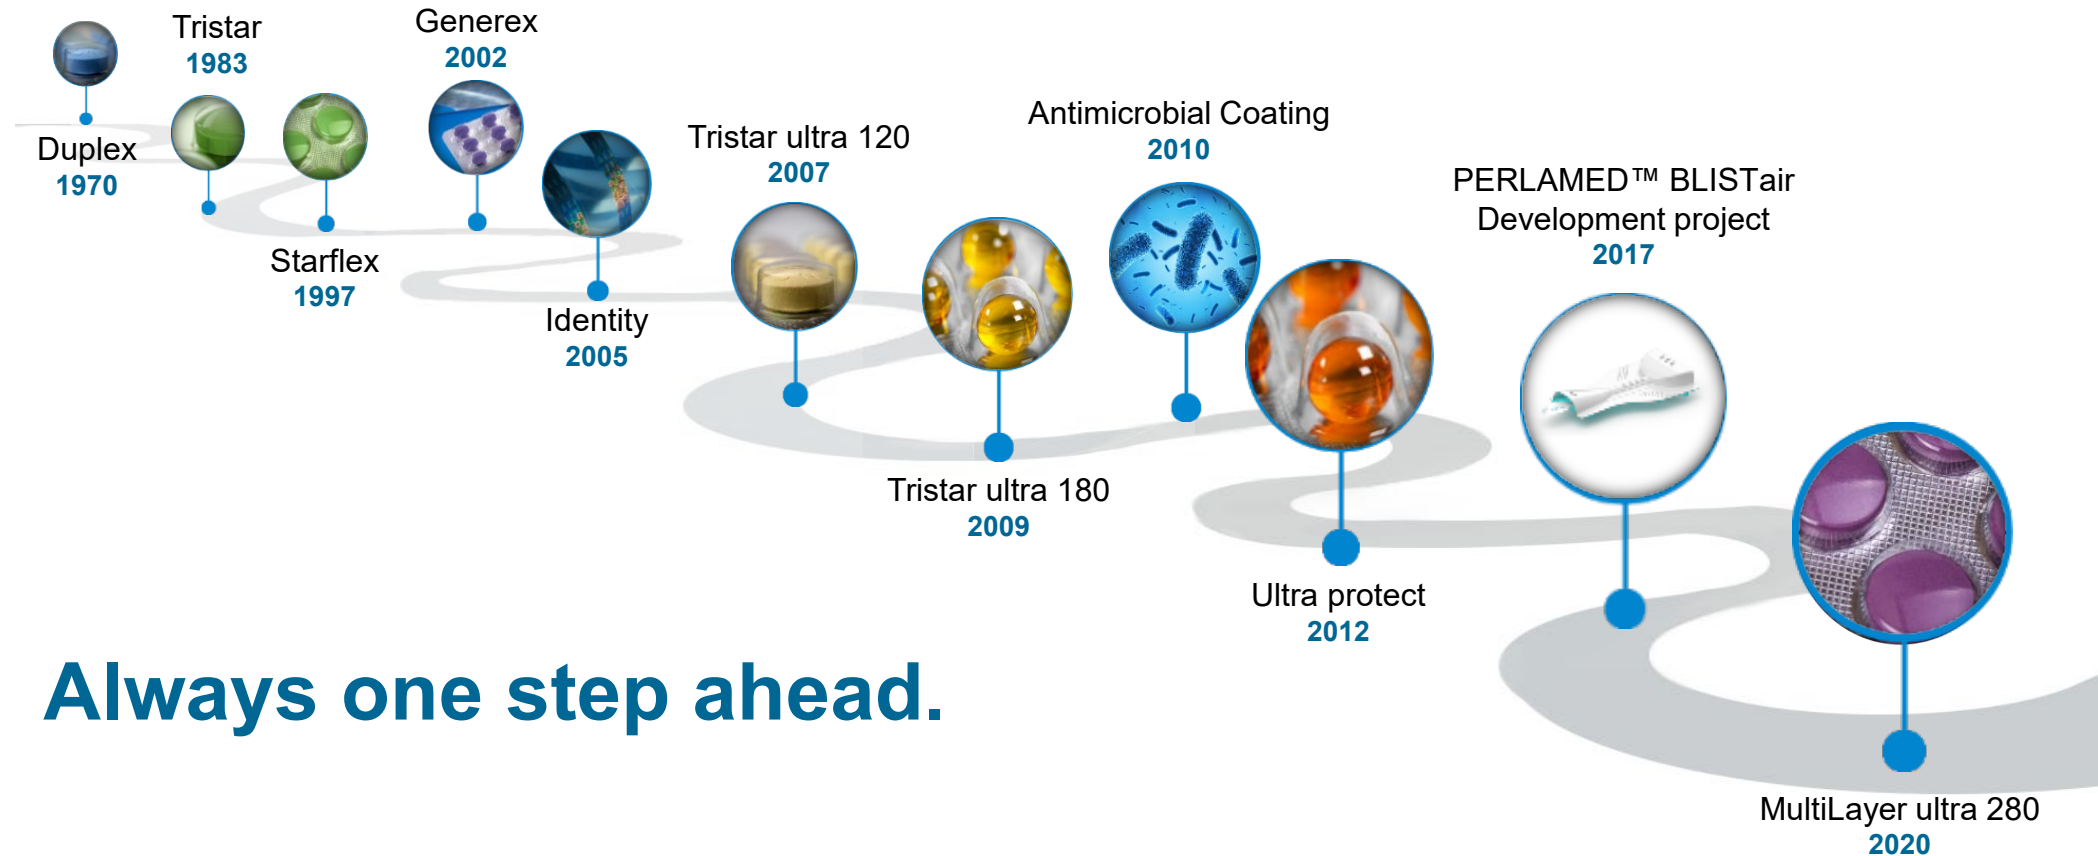 Duplex
1970
Tristar
1983
Starflex
1997
Generex
2002
Identity
2005
Tristar ultra 120
2007
Tristar ultra 180
2009
Antimicrobial Coating
2010
Ultra protect
2012
PERLAMED™ BLISTair
Development project
2017
MultiLayer ultra 280
2020
Always one step ahead.